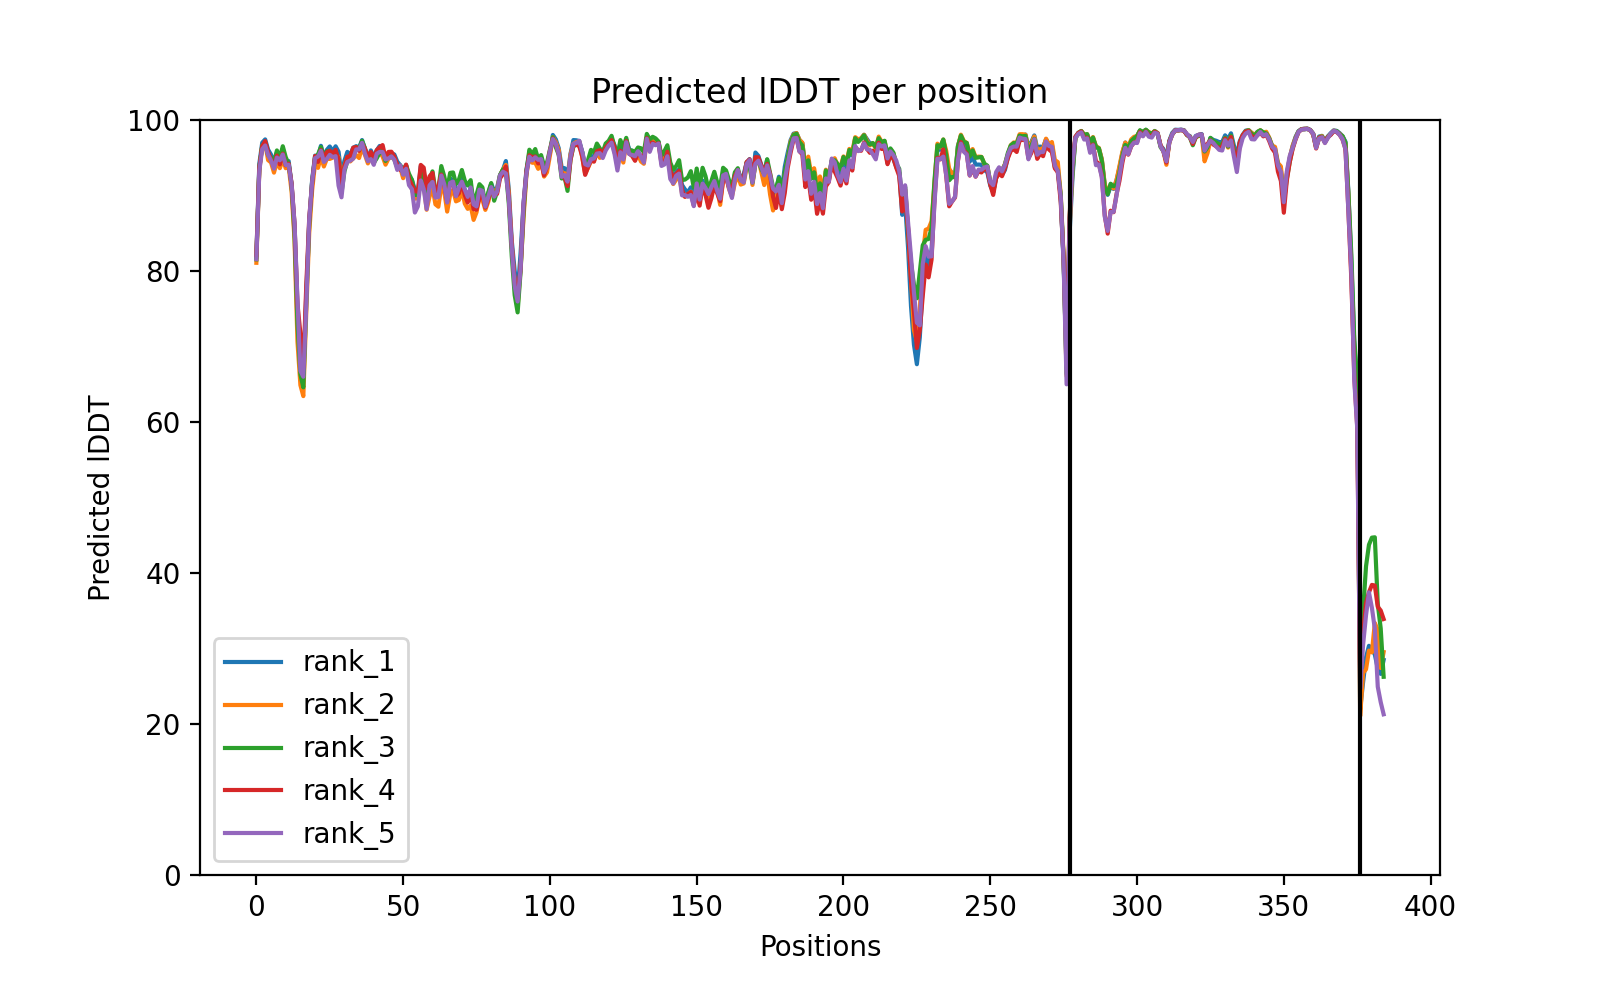 Predicted lDDT per position
Predicted lDDT
100
80
60
40
20
0
rank_1
rank_2
rank_3
rank_4
rank_5
0 50 100 150 200 250 300 350 400
Positions